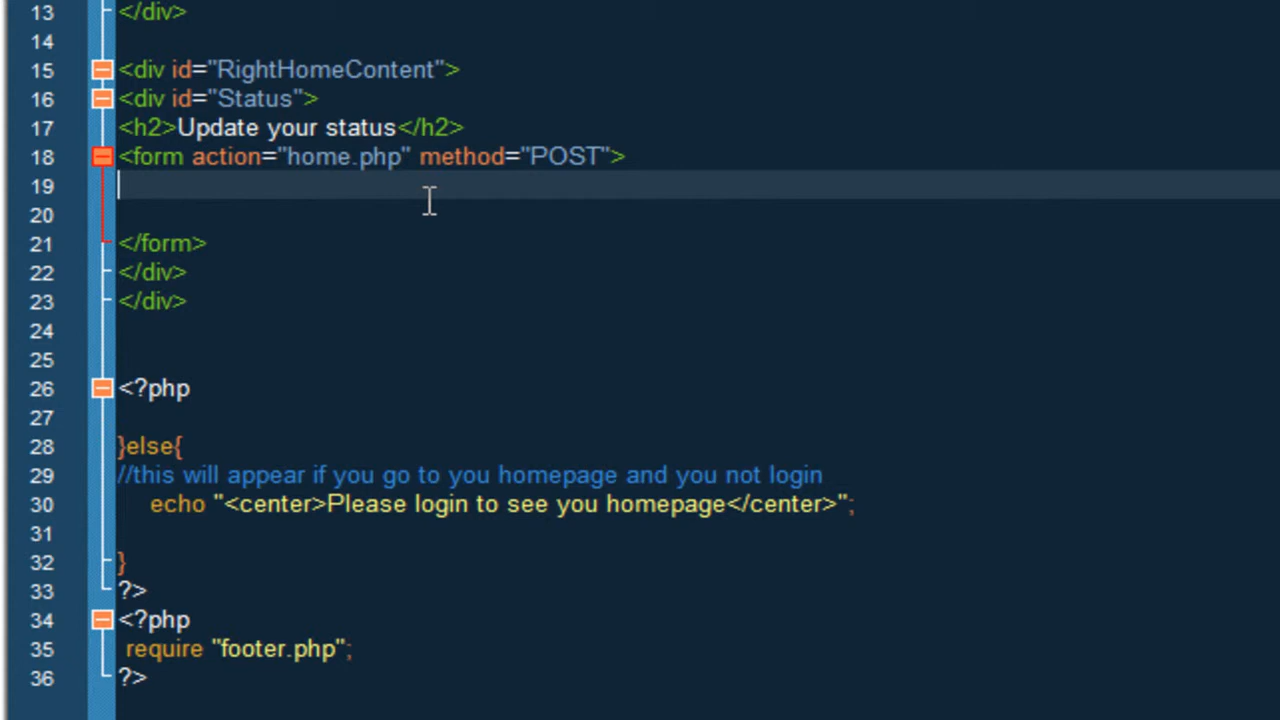 13 </div>
14
15 <div id="RightHomeContent">
16 <div id="Status">
17 <h2>Update your status</h2>
18 <form action="home.php" method="POST">
19
20
21 </form>
22 </div>
23 </div>
24
25
26 <?php
27
28 }else{
29 //this will appear if you go to you homepage and you not login
30 echo "<center>Please login to see you homepage</center>";
31
32 }
33 ?>
34 <?php
35 require "footer.php";
36 ?>